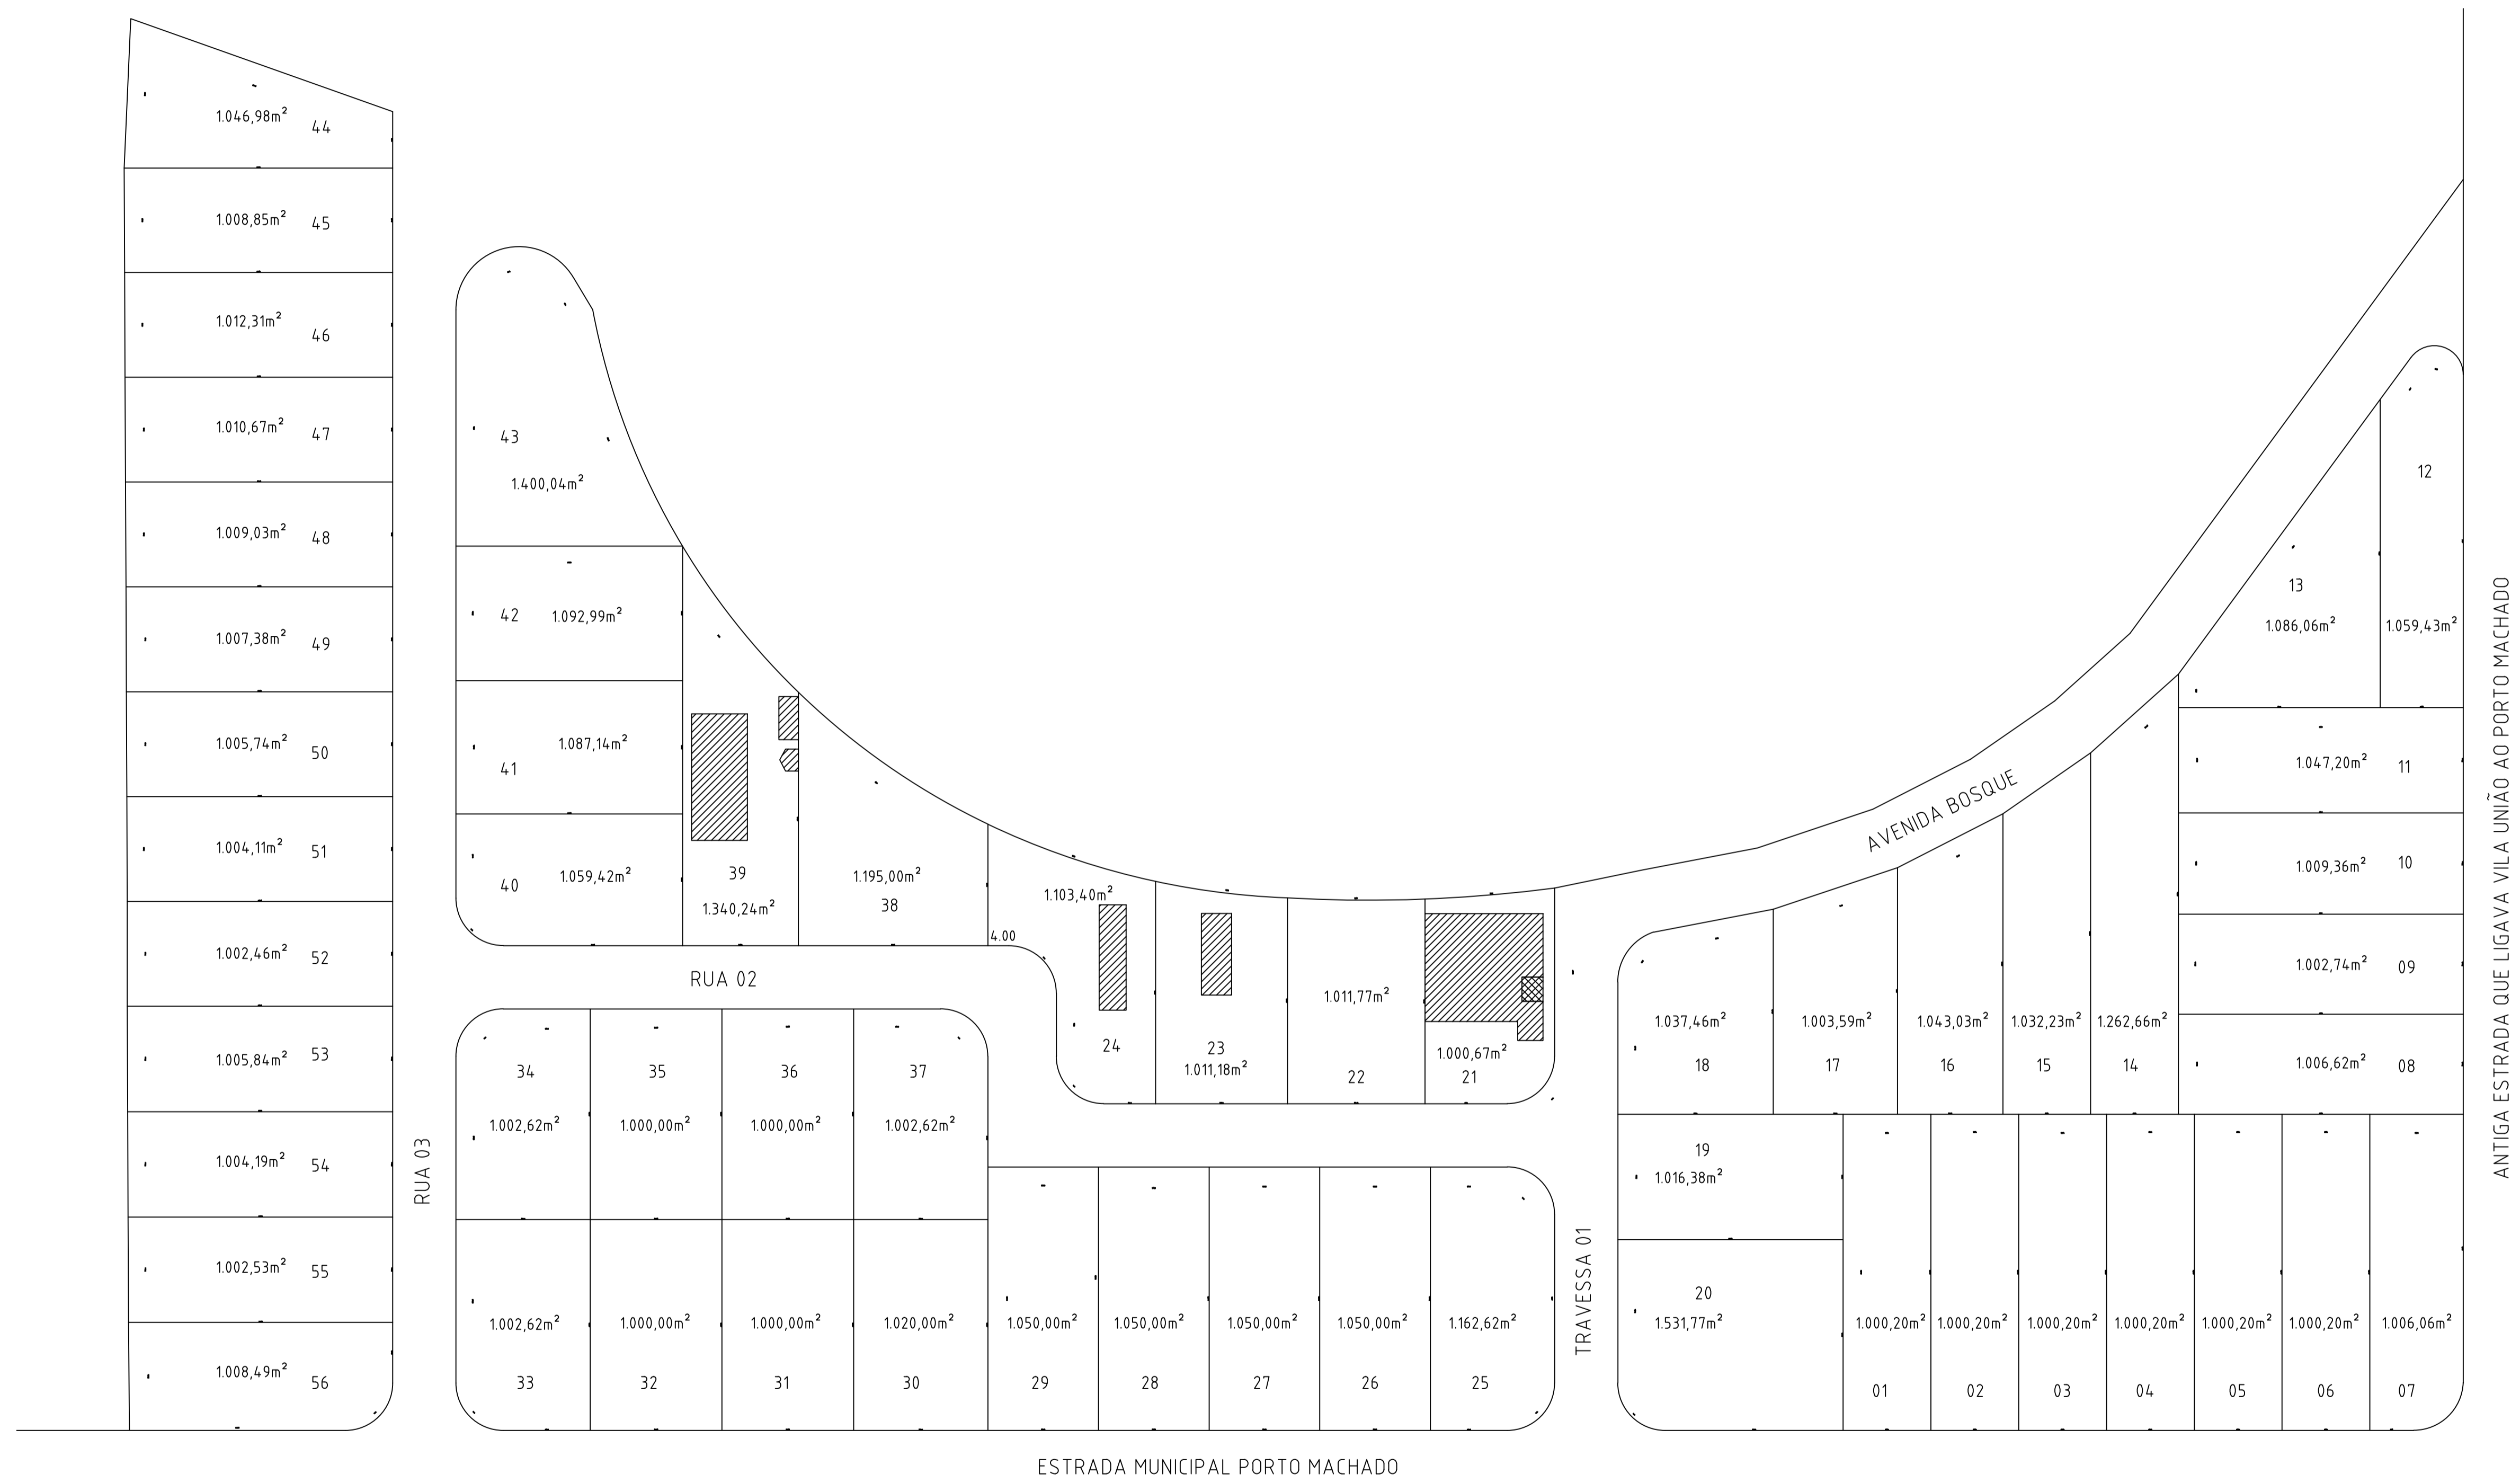 1.046,98m² 44
1.008,85m² 45
1.012,31m² 46
1.010,67m² 47
1.009,03m² 48
1.007,38m² 49
1.005,74m² 50
1.004,11m² 51
1.002,46m² 52
1.005,84m² 53
1.004,19m² 54
1.002,53m² 55
1.008,49m² 56
RUA 03
43
1.400,04m²
42 1.092,99m²
1.087,14m²
41
40 1.059,42m²
39
1.340,24m²
1.195,00m²
38
4.00
RUA 02
1.103,40m²
24
23
1.011,18m²
1.011,77m²
22
1.000,67m²
21
34
1.002,62m²
35
1.000,00m²
36
1.000,00m²
37
1.002,62m²
1.002,62m²
33
1.000,00m²
32
1.000,00m²
31
1.020,00m²
30
1.050,00m²
29
1.050,00m²
28
1.050,00m²
27
1.050,00m²
26
1.162,62m²
25
TRAVESSA 01
AVENIDA BOSQUE
12
1.059,43m²
13
1.086,06m²
1.047,20m² 11
1.009,36m² 10
1.002,74m² 09
1.006,62m² 08
1.037,46m²
18
1.003,59m²
17
1.043,03m²
16
1.032,23m²
15
1.262,66m²
14
19
1.016,38m²
20
1.531,77m²
1.000,20m²
01
1.000,20m²
02
1.000,20m²
03
1.000,20m²
04
1.000,20m²
05
1.000,20m²
06
1.006,06m²
07
ANTIGA ESTRADA QUE LIGAVA VILA UNIÃO AO PORTO MACHADO
ESTRADA MUNICIPAL PORTO MACHADO